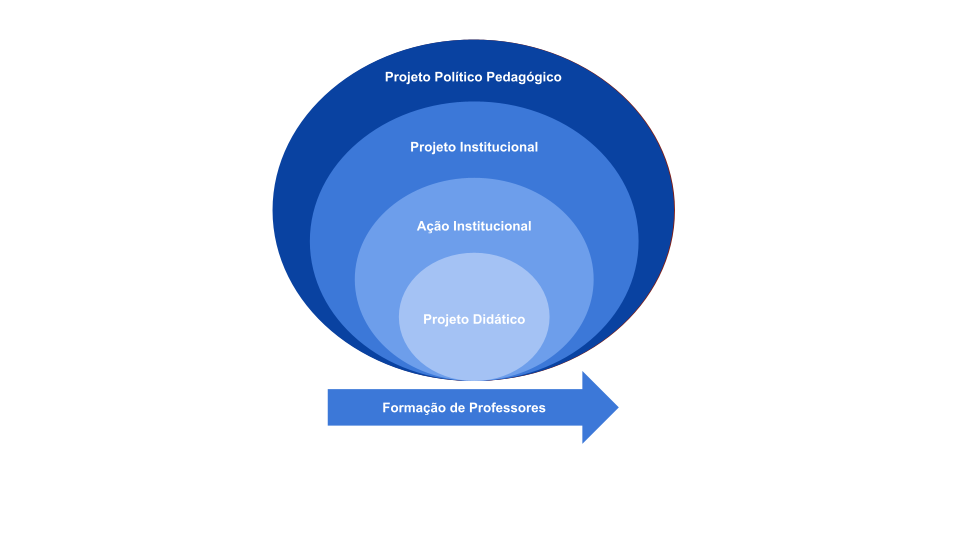 Projeto Político Pedagógico
Projeto Institucional
Ação Institucional
Projeto Didático
Formação de Professores